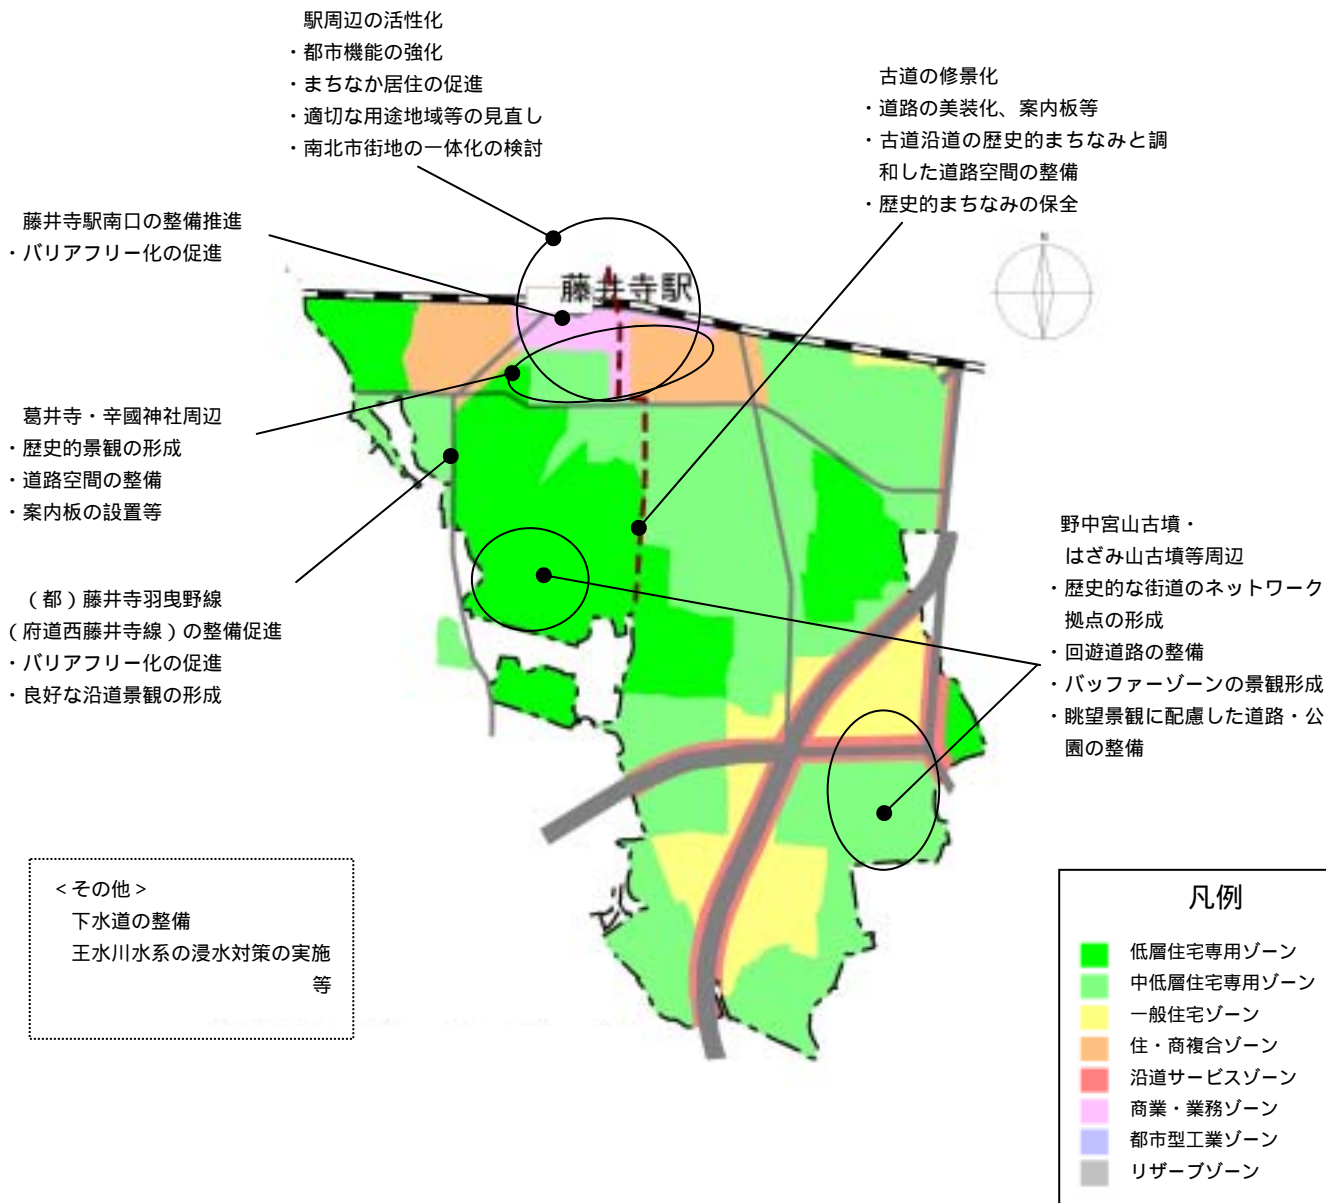 駅周辺の活性化
・都市機能の強化
・まちなか居住の促進
・適切な用途地域等の見直し
・南北市街地の一体化の検討
古道の修景化
・道路の美装化、案内板等
・古道沿道の歴史的まちなみと調
和した道路空間の整備
・歴史的まちなみの保全
藤井寺駅南口の整備推進
・バリアフリー化の促進
N
藤井寺駅
葛井寺・辛國神社周辺
・歴史的景観の形成
・道路空間の整備
・案内板の設置等
野中宮山古墳・
はざみ山古墳等周辺
・歴史的な街道のネットワーク
拠点の形成
・回遊道路の整備
・バッファーゾーンの景観形成
・眺望景観に配慮した道路・公
園の整備
（都）藤井寺羽曳野線
（府道西藤井寺線）の整備促進
・バリアフリー化の促進
・良好な沿道景観の形成
<その他>
下水道の整備
王水川水系の浸水対策の実施
等
凡例
低層住宅専用ゾーン
中低層住宅専用ゾーン
一般住宅ゾーン
住・商複合ゾーン
沿道サービスゾーン
商業・業務ゾーン
都市型工業ゾーン
リザーブゾーン